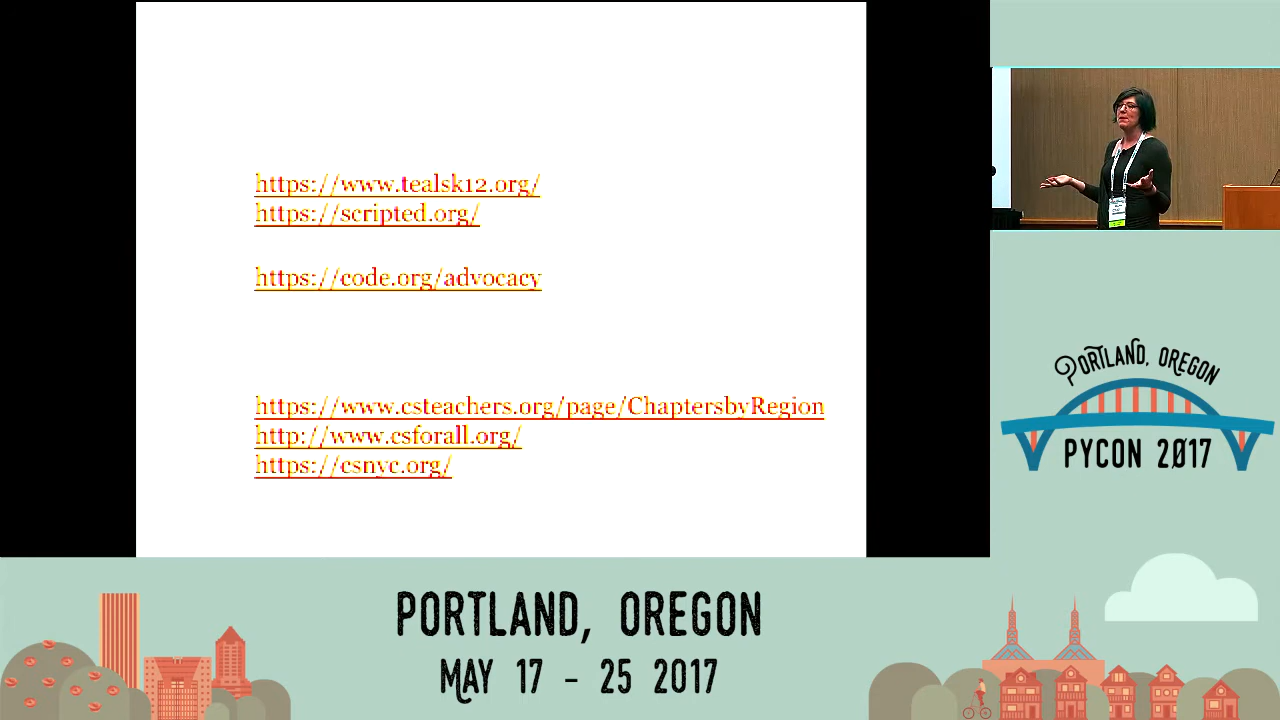 https://www.tealsk12.org/
https://scripted.org/
https://code.org/advocacy
https://www.csteachers.org/page/ChaptersbyRegion
http://www.csforall.org/
https://csnyc.org/
PORTLAND, OREGON
PYCON 2017
PORTLAND, OREGON
MAY 17 - 25 2017